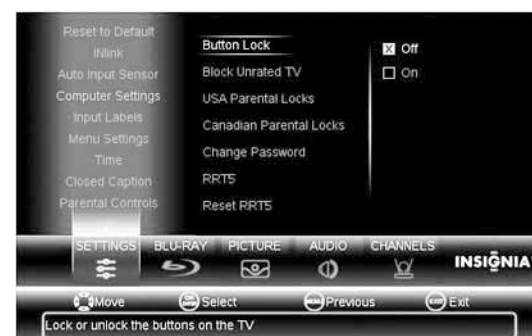 Reset to Default
INlink
Auto Input Sensor
Computer Settings
Input Labels
Menu Settings
Time
Closed Caption
Parental Controls
Button Lock
Block Unrated TV
USA Parental Locks
Canadian Parental Locks
Change Password
RRT5
Reset RRT5
Off
On
SETTINGS BLU-RAY PICTURE AUDIO CHANNELS
INSIGNIA
Move Select Previous Exit
Lock or unlock the buttons on the TV